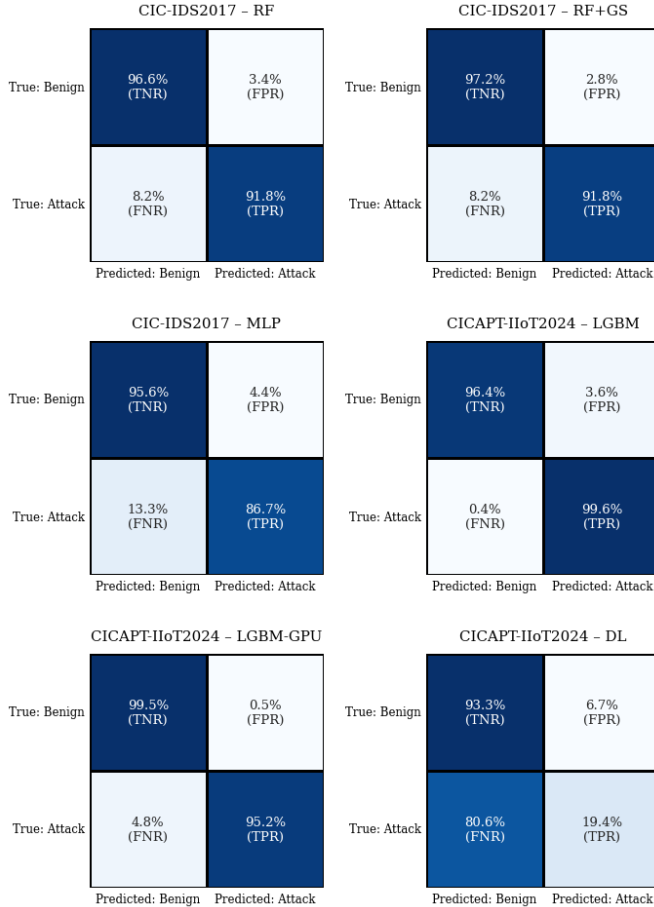 CIC-IDS2017 – RF
True: Benign
96.6%
(TNR)
3.4%
(FPR)
True: Attack
8.2%
(FNR)
91.8%
(TPR)
Predicted: Benign
Predicted: Attack
CIC-IDS2017 – RF+GS
True: Benign
97.2%
(TNR)
2.8%
(FPR)
True: Attack
8.2%
(FNR)
91.8%
(TPR)
Predicted: Benign
Predicted: Attack
CIC-IDS2017 – MLP
True: Benign
95.6%
(TNR)
4.4%
(FPR)
True: Attack
13.3%
(FNR)
86.7%
(TPR)
Predicted: Benign
Predicted: Attack
CICAPT-IIoT2024 – LGBM
True: Benign
96.4%
(TNR)
3.6%
(FPR)
True: Attack
0.4%
(FNR)
99.6%
(TPR)
Predicted: Benign
Predicted: Attack
CICAPT-IIoT2024 – LGBM-GPU
True: Benign
99.5%
(TNR)
0.5%
(FPR)
True: Attack
4.8%
(FNR)
95.2%
(TPR)
Predicted: Benign
Predicted: Attack
CICAPT-IIoT2024 – DL
True: Benign
93.3%
(TNR)
6.7%
(FPR)
True: Attack
80.6%
(FNR)
19.4%
(TPR)
Predicted: Benign
Predicted: Attack